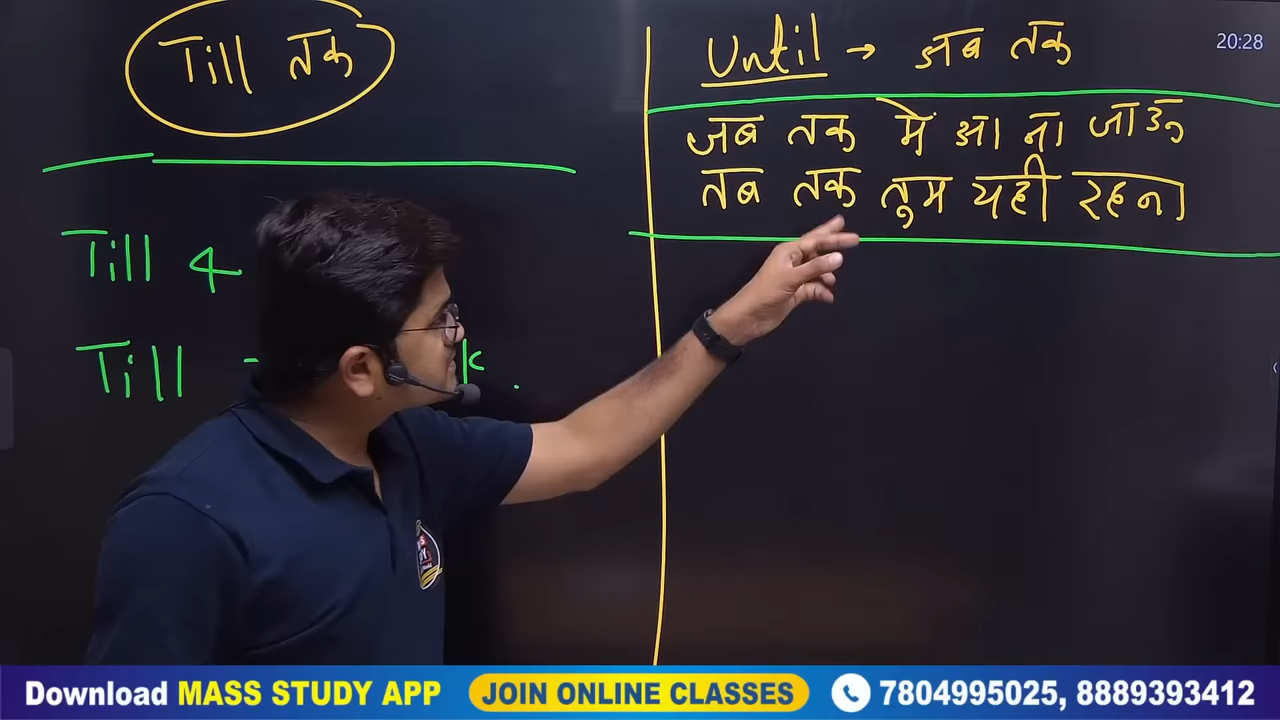 Till तक
Till 4
Till
k.
Until → जब तक
जब तक में आ ना जाऊ
तब तक तुम यही रहना
20:28
Download MASS STUDY APP
JOIN ONLINE CLASSES
7804995025, 8889393412